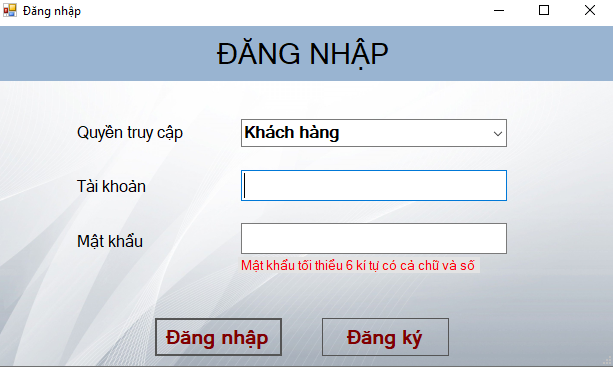 Đăng nhập
ĐĂNG NHẬP
Quyền truy cập
Khách hàng
Tài khoản
Mật khẩu
Mật khẩu tối thiểu 6 kí tự có cả chữ và số
Đăng nhập
Đăng ký